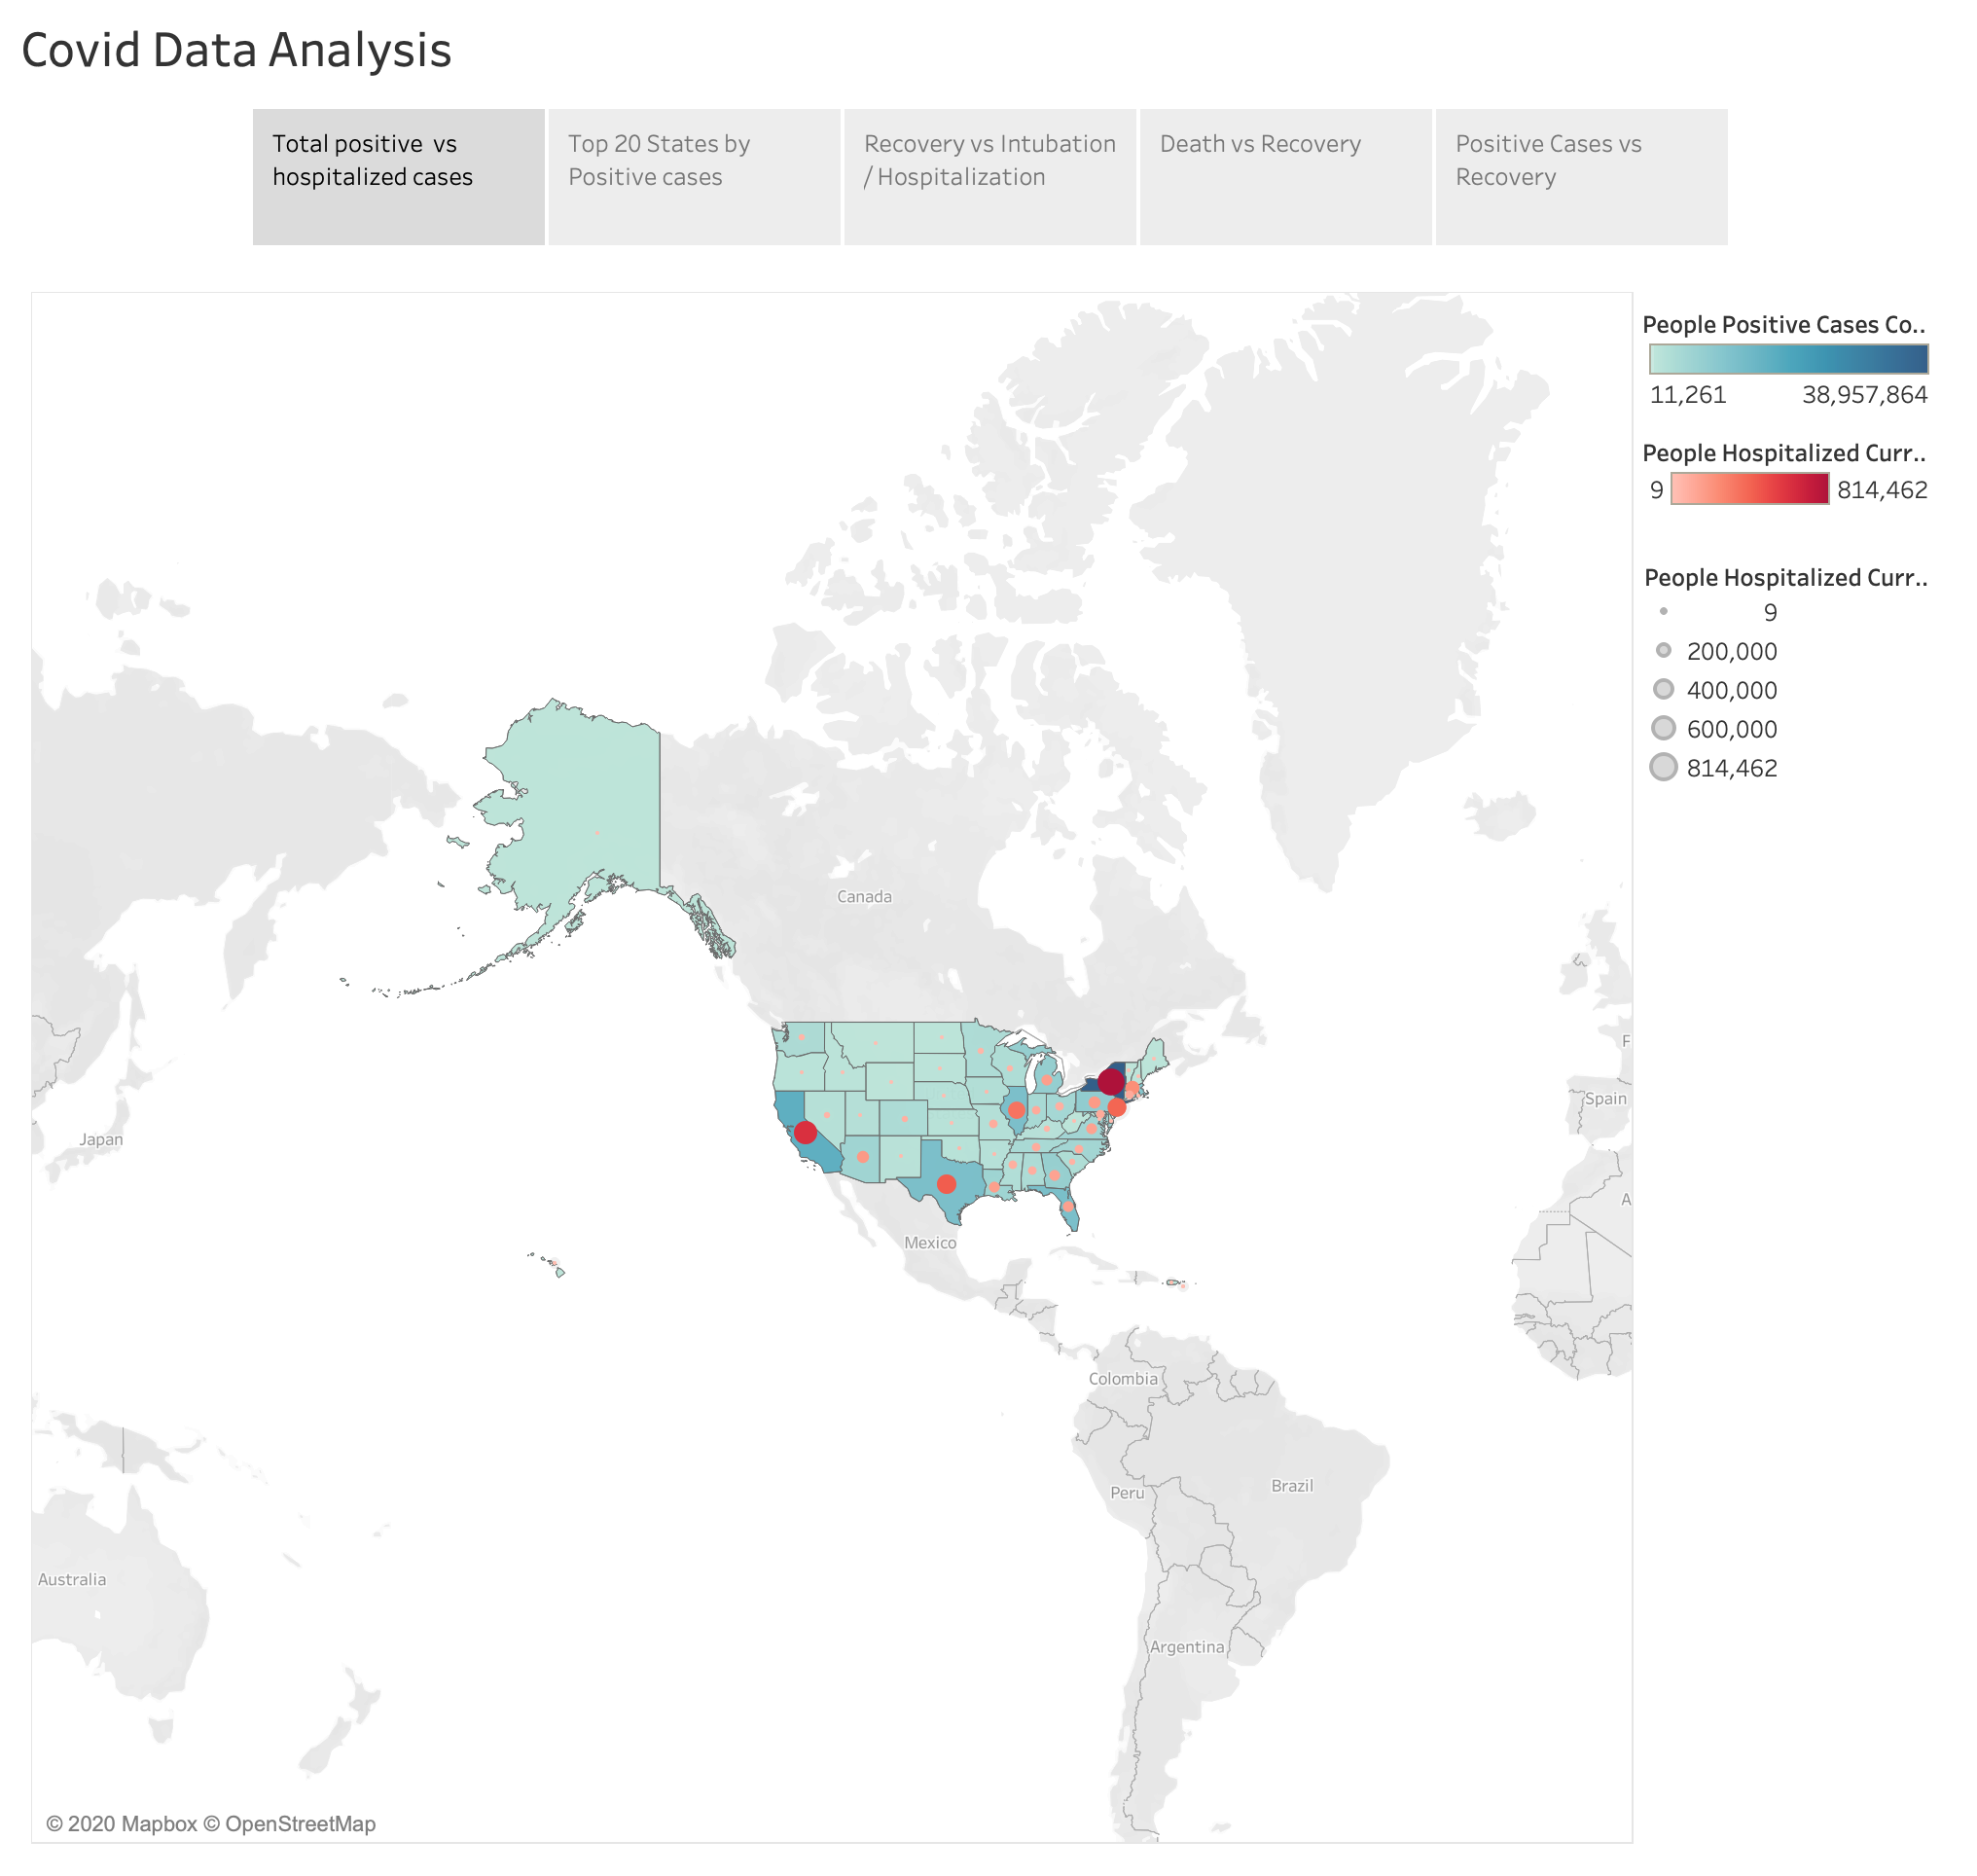 Covid Data Analysis
Total positive vs
hospitalized cases
Top 20 States by
Positive cases
Recovery vs Intubation
/ Hospitalization
Death vs Recovery
Positive Cases vs
Recovery
People Positive Cases Co..
11,261
38,957,864
People Hospitalized Curr..
9
814,462
People Hospitalized Curr..
9
200,000
400,000
600,000
814,462
Canada
F
Spain
Japan
A
Mexico
Colombia
Peru
Brazil
Australia
Argentina
© 2020 Mapbox © OpenStreetMap